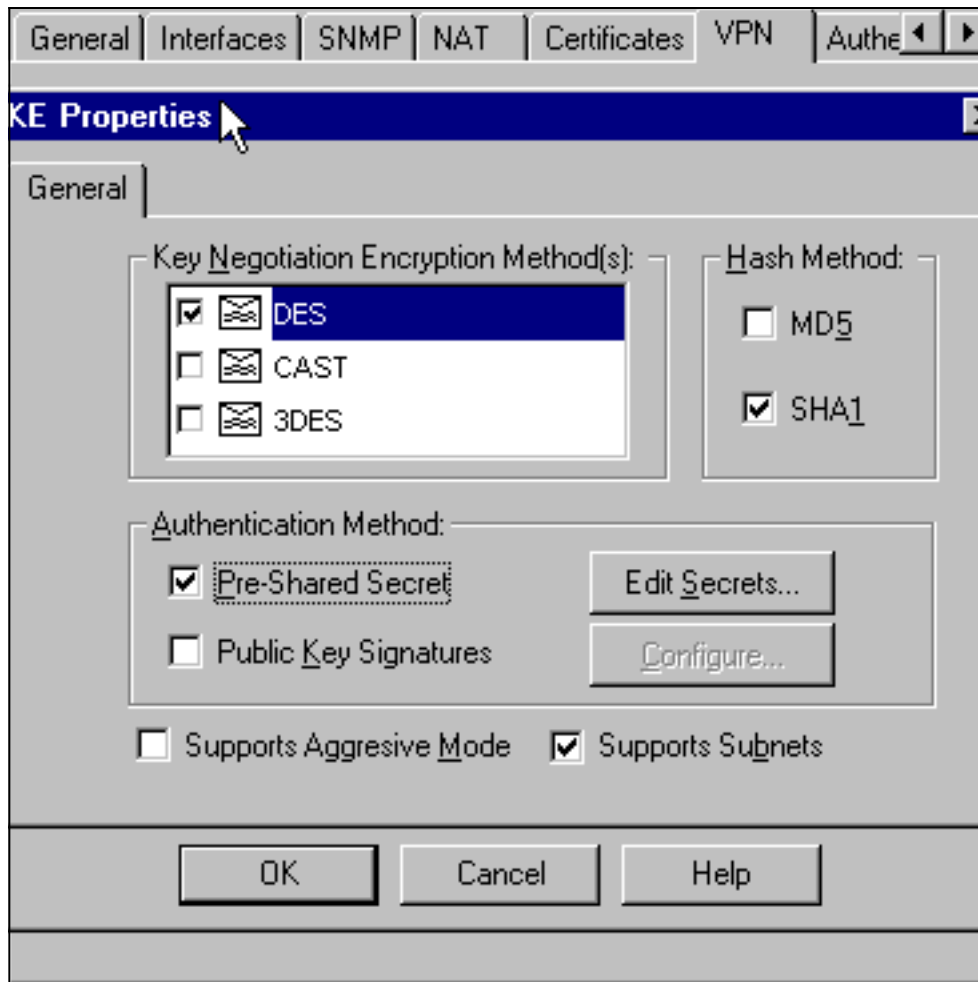 General Interfaces SNMP NAT Certificates VPN Authe
KE Properties
General
Key Negotiation Encryption Method(s):
DES
CAST
3DES
Hash Method:
MD5
SHA1
Authentication Method:
Pre-Shared Secret
Edit Secrets...
Public Key Signatures
Configure...
Supports Aggresive Mode
Supports Subnets
OK Cancel Help